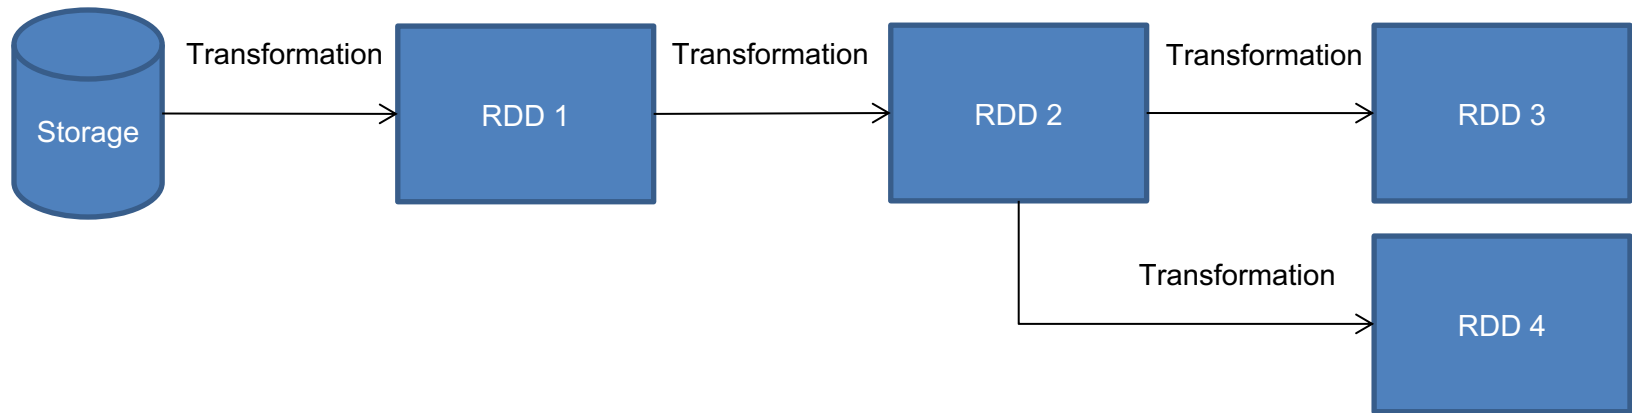 Transformation
Transformation
Transformation
Storage
RDD 1
RDD 2
RDD 3
Transformation
RDD 4